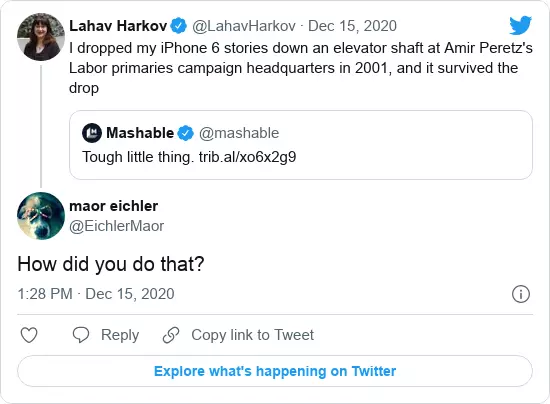 Lahav Harkov @LahavHarkov · Dec 15, 2020
I dropped my iPhone 6 stories down an elevator shaft at Amir Peretz's
Labor primaries campaign headquarters in 2001, and it survived the
drop
Mashable @mashable
Tough little thing. trib.al/xo6x2g9
maor eichler
@EichlerMaor
How did you do that?
1:28 PM · Dec 15, 2020
Reply Copy link to Tweet
Explore what's happening on Twitter